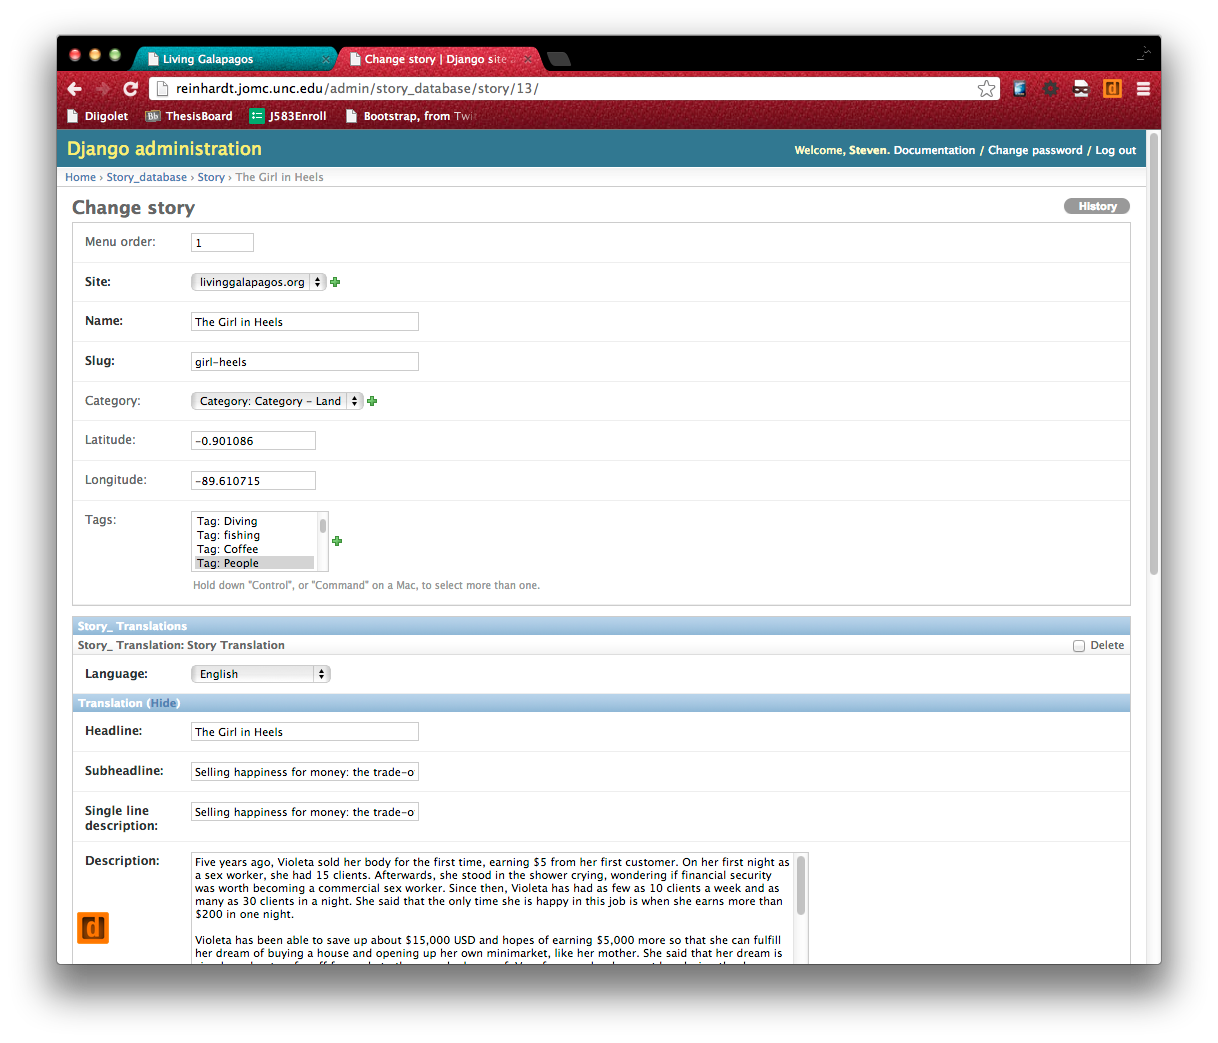 Living Galapagos
Change story | Django site
reinhardt.jomc.unc.edu/admin/story_database/story/13/
Diigolet
Bb ThesisBoard
J583Enroll
Bootstrap, from Twi
Django administration
Welcome, Steven. Documentation / Change password / Log out
Home › Story_database › Story › The Girl in Heels
Change story
History
Menu order: 1
Site: livinggalapagos.org
Name: The Girl in Heels
Slug: girl-heels
Category: Category: Category - Land
Latitude: -0.901086
Longitude: -89.610715
Tags: Tag: Diving
Tag: fishing
Tag: Coffee
Tag: People
Hold down "Control", or "Command" on a Mac, to select more than one.
Story_ Translations
Story_ Translation: Story Translation
Delete
Language: English
Translation (Hide)
Headline: The Girl in Heels
Subheadline: Selling happiness for money: the trade-o
Single line
description: Selling happiness for money: the trade-o
Description: Five years ago, Violeta sold her body for the first time, earning $5 from her first customer. On her first night as
a sex worker, she had 15 clients. Afterwards, she stood in the shower crying, wondering if financial security
was worth becoming a commercial sex worker. Since then, Violeta has had as few as 10 clients a week and as
many as 30 clients in a night. She said that the only time she is happy in this job is when she earns more than
$200 in one night.
Violeta has been able to save up about $15,000 USD and hopes of earning $5,000 more so that she can fulfill
her dream of buying a house and opening up her own minimarket, like her mother. She said that her dream is
d
d